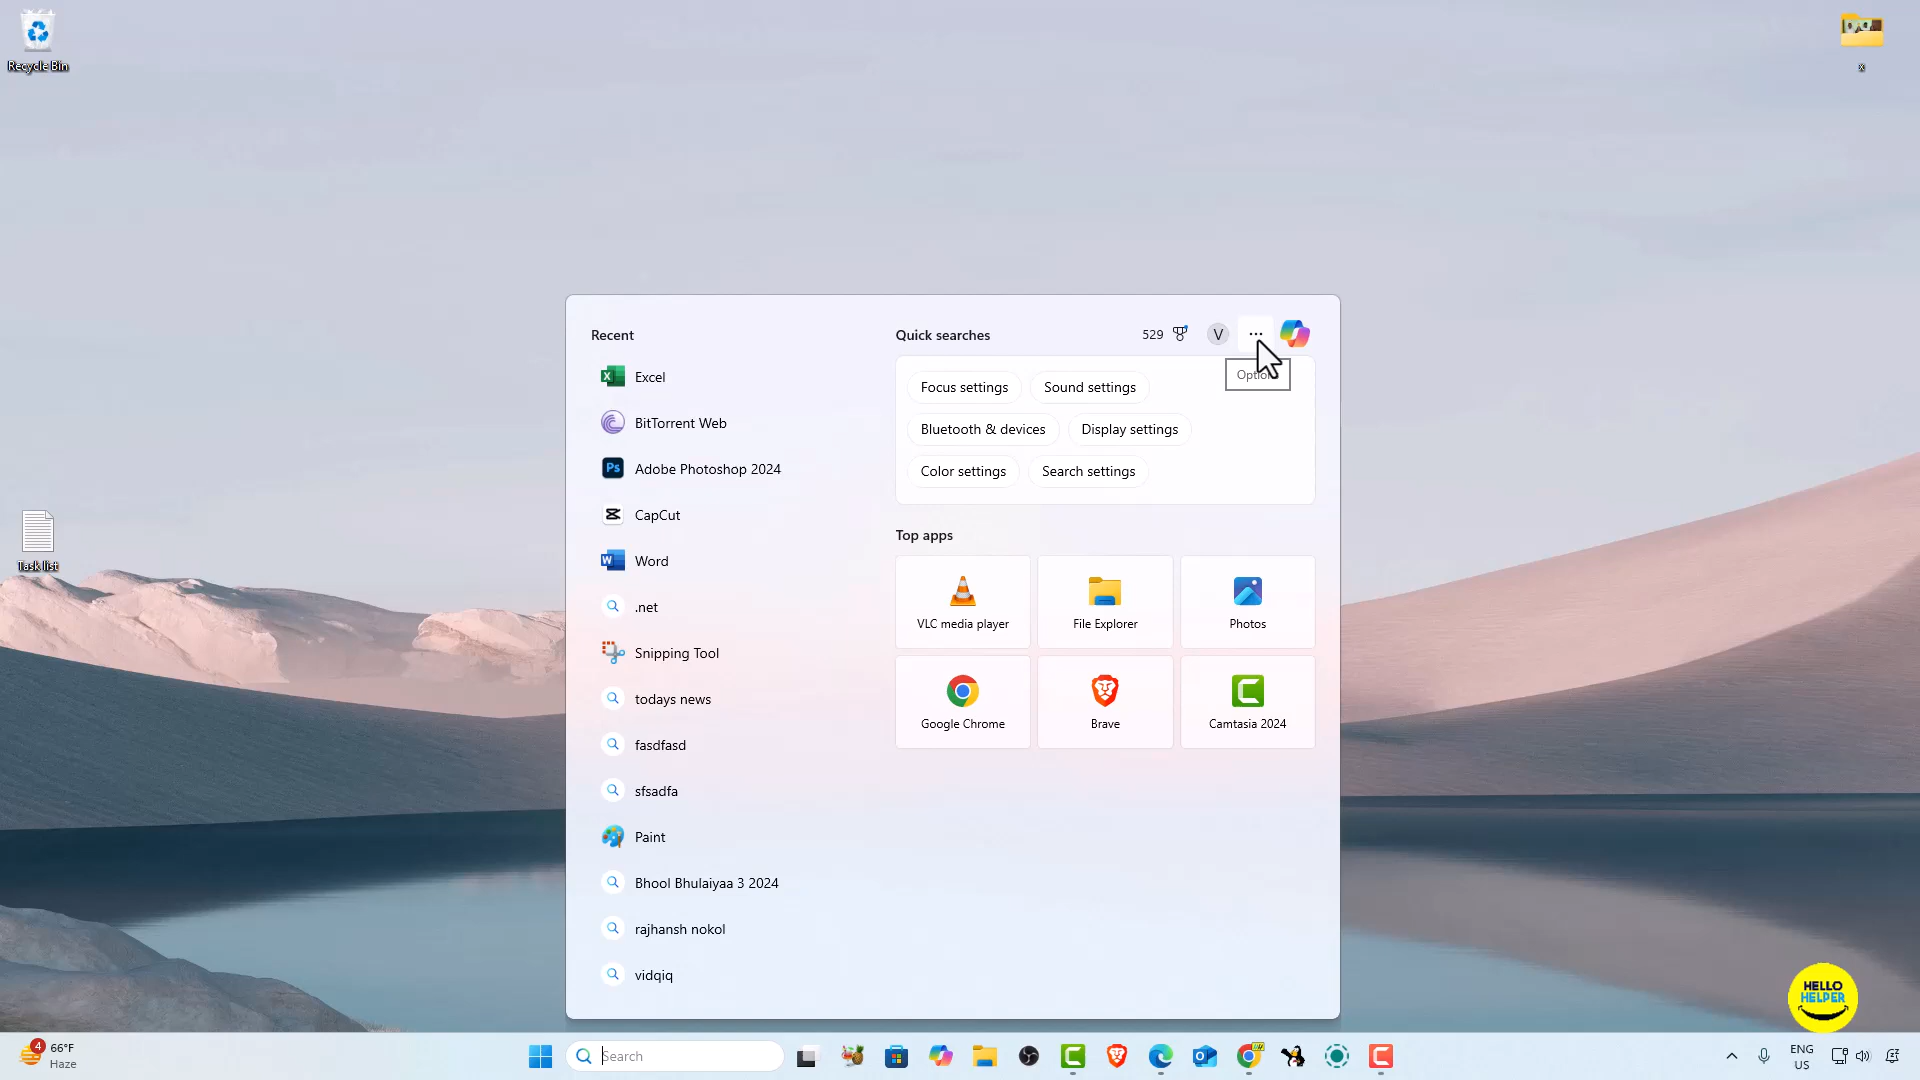 Recycle Bin
x
Task list
Recent
Excel
BitTorrent Web
Ps
Adobe Photoshop 2024
CapCut
W
Word
.net
Snipping Tool
todays news
fasdfasd
sfsadfa
Paint
Bhool Bhulaiyaa 3 2024
rajhansh nokol
vidqiq
Quick searches
529
V
Focus settings
Sound settings
Bluetooth & devices
Display settings
Color settings
Search settings
Top apps
VLC media player
File Explorer
Photos
Google Chrome
Brave
Camtasia 2024
HELLO
HELPER
4
66°F
Haze
Search
ENG
US